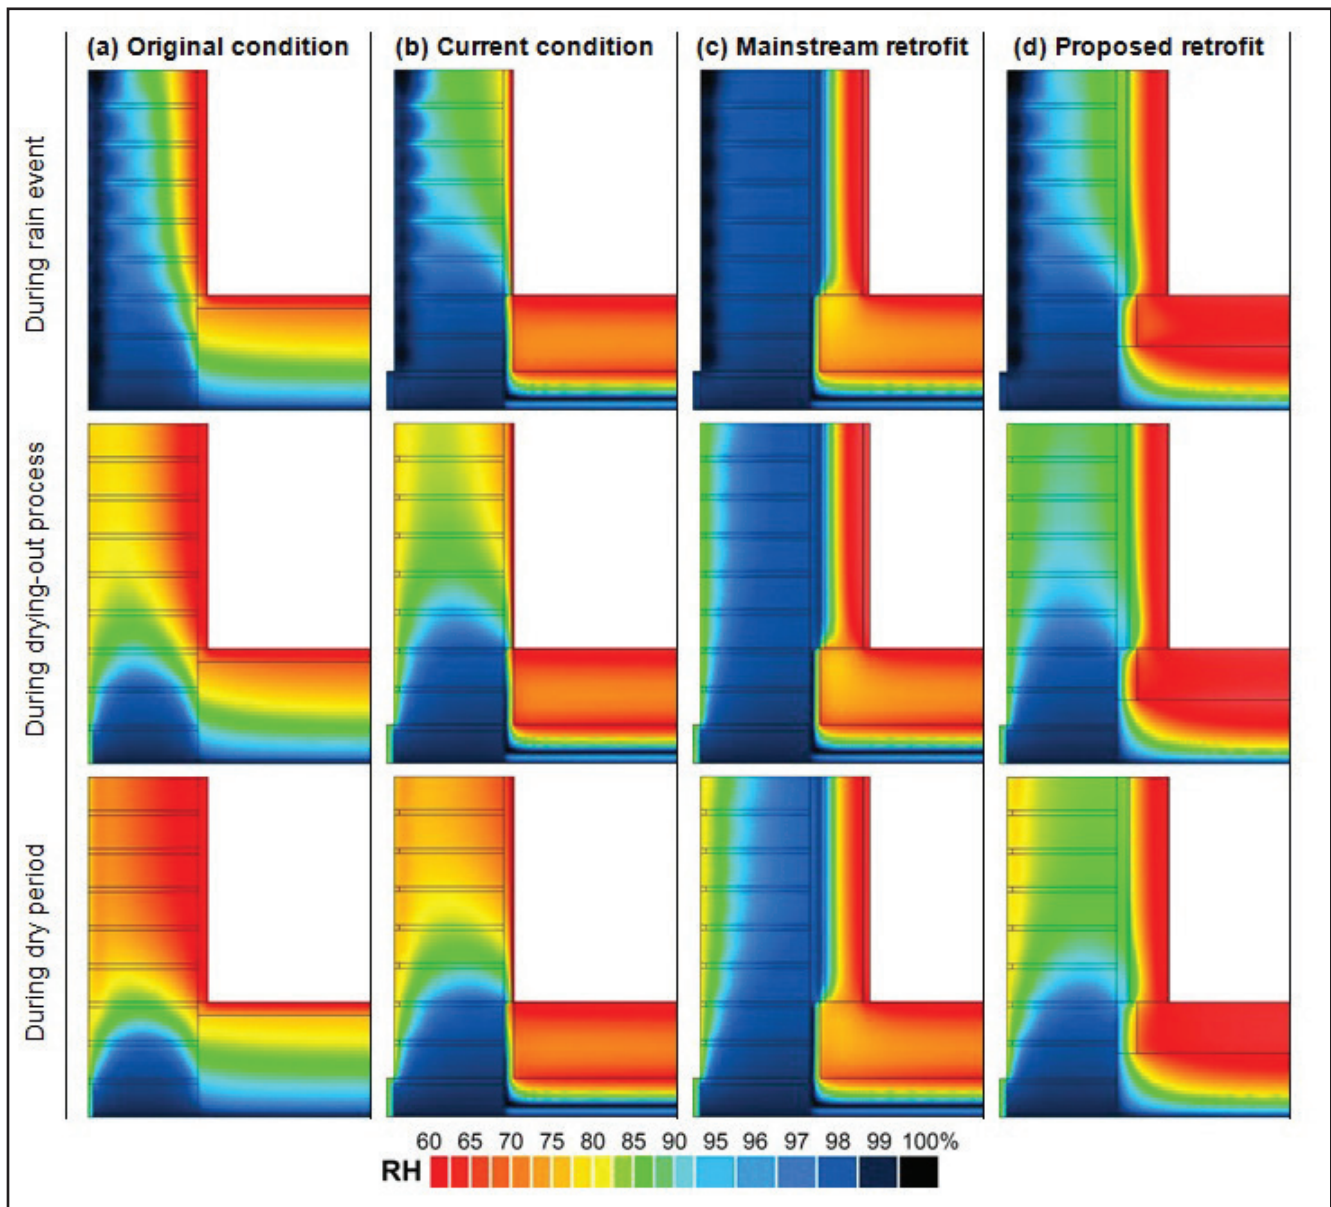 (a) Original condition
(b) Current condition
(c) Mainstream retrofit
(d) Proposed retrofit
During rain event
During drying-out process
During dry period
60 65 70 75 80 85 90 95 96 97 98 99 100%
RH